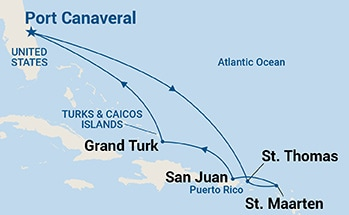 Port Canaveral
UNITED
STATES
Atlantic Ocean
TURKS & CAICOS
ISLANDS
Grand Turk
St. Thomas
San Juan
Puerto Rico
St. Maarten